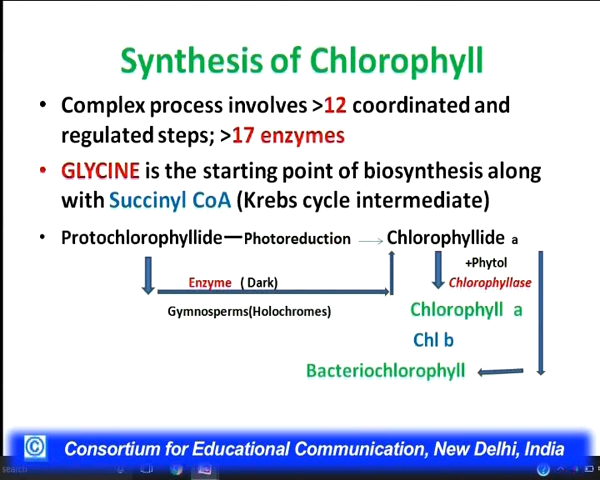 Synthesis of Chlorophyll
• Complex process involves >12 coordinated and
regulated steps; >17 enzymes
• GLYCINE is the starting point of biosynthesis along
with Succinyl CoA (Krebs cycle intermediate)
• Protochlorophyllide—Photoreduction → Chlorophyllide a
+Phytol
Enzyme ( Dark)
Chlorophyllase
Gymnosperms(Holochromes)
Chlorophyll a
Chl b
Bacteriochlorophyll
© Consortium for Educational Communication, New Delhi, India
search